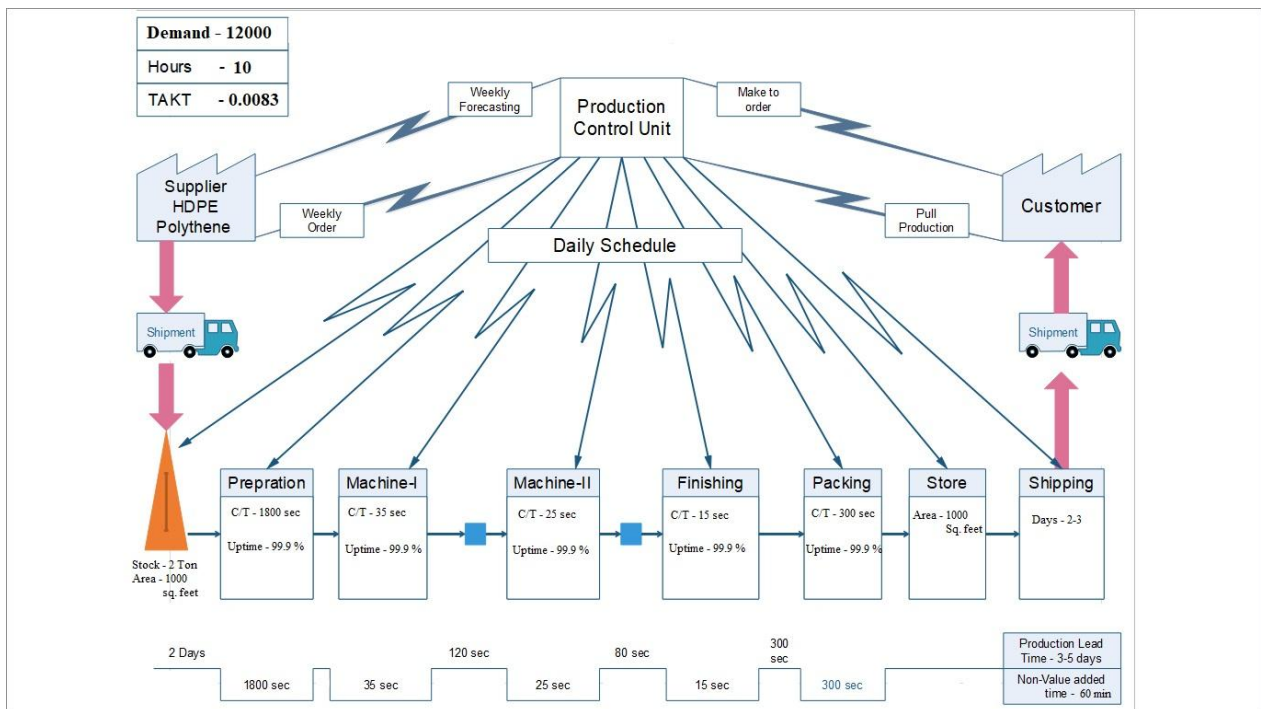 Demand - 12000
Hours - 10
TAKT - 0.0083
Weekly
Forecasting
Production
Control Unit
Make to
order
Supplier
HDPE
Polythene
Weekly
Order
Daily Schedule
Pull
Production
Customer
Shipment
Shipment
Stock - 2 Ton
Area - 1000
sq. feet
Prepration
C/T - 1800 sec
Uptime - 99.9 %
Machine-I
C/T - 35 sec
Uptime - 99.9 %
Machine-II
C/T - 25 sec
Uptime - 99.9 %
Finishing
C/T - 15 sec
Uptime - 99.9 %
Packing
C/T - 300 sec
Uptime - 99.9 %
Store
Area - 1000
Sq. feet
Shipping
Days - 2-3
2 Days
1800 sec
35 sec
120 sec
25 sec
80 sec
15 sec
300
sec
300 sec
Production Lead
Time - 3-5 days
Non-Value added
time - 60 min